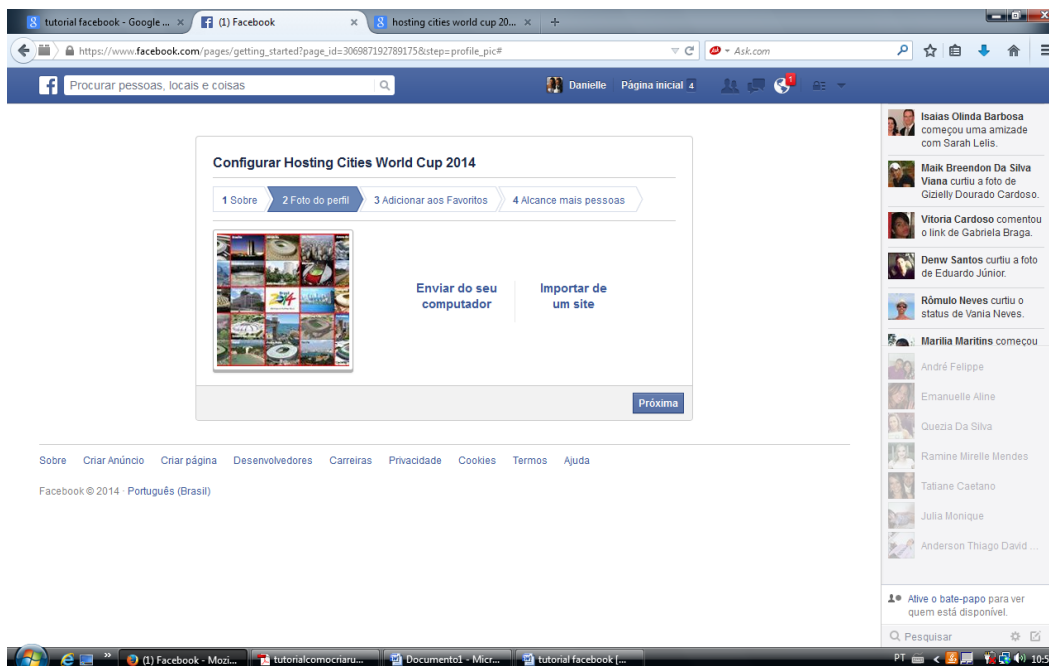 tutorial facebook - Google ...
(1) Facebook
hosting cities world cup 20...
https://www.facebook.com/pages/getting_started?page_id=306987192789175&step=profile_pic#
Ask.com
Procurar pessoas, locais e coisas
Danielle
Página inicial 4
1
Configurar Hosting Cities World Cup 2014
1 Sobre
2 Foto do perfil
3 Adicionar aos Favoritos
4 Alcance mais pessoas
2014
Enviar do seu
computador
Importar de
um site
Próxima
Sobre
Criar Anúncio
Criar página
Desenvolvedores
Carreiras
Privacidade
Cookies
Termos
Ajuda
Facebook © 2014 · Português (Brasil)
Isaias Olinda Barbosa
começou uma amizade
com Sarah Lelis.
Maik Breendon Da Silva
Viana curtiu a foto de
Gizielly Dourado Cardoso.
Vitoria Cardoso comentou
o link de Gabriela Braga.
Denw Santos curtiu a foto
de Eduardo Júnior.
Rômulo Neves curtiu o
status de Vania Neves.
Marilia Maritins começou
André Felippe
Emanuelle Aline
Quezia Da Silva
Ramine Mirelle Mendes
Tatiane Caetano
Julia Monique
Anderson Thiago David ...
Ative o bate-papo para ver
quem está disponível.
Pesquisar
(1) Facebook - Mozi...
tutorialcomocriaru...
Documento1 - Micr...
tutorial facebook [...
PT
10:5